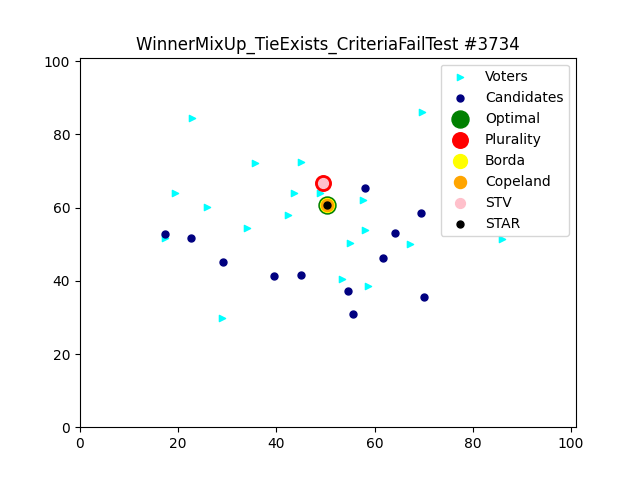 WinnerMixUp_TieExists_CriteriaFailTest #3734
100
80
60
40
20
0
0 20 40 60 80 100
Voters
Candidates
Optimal
Plurality
Borda
Copeland
STV
STAR